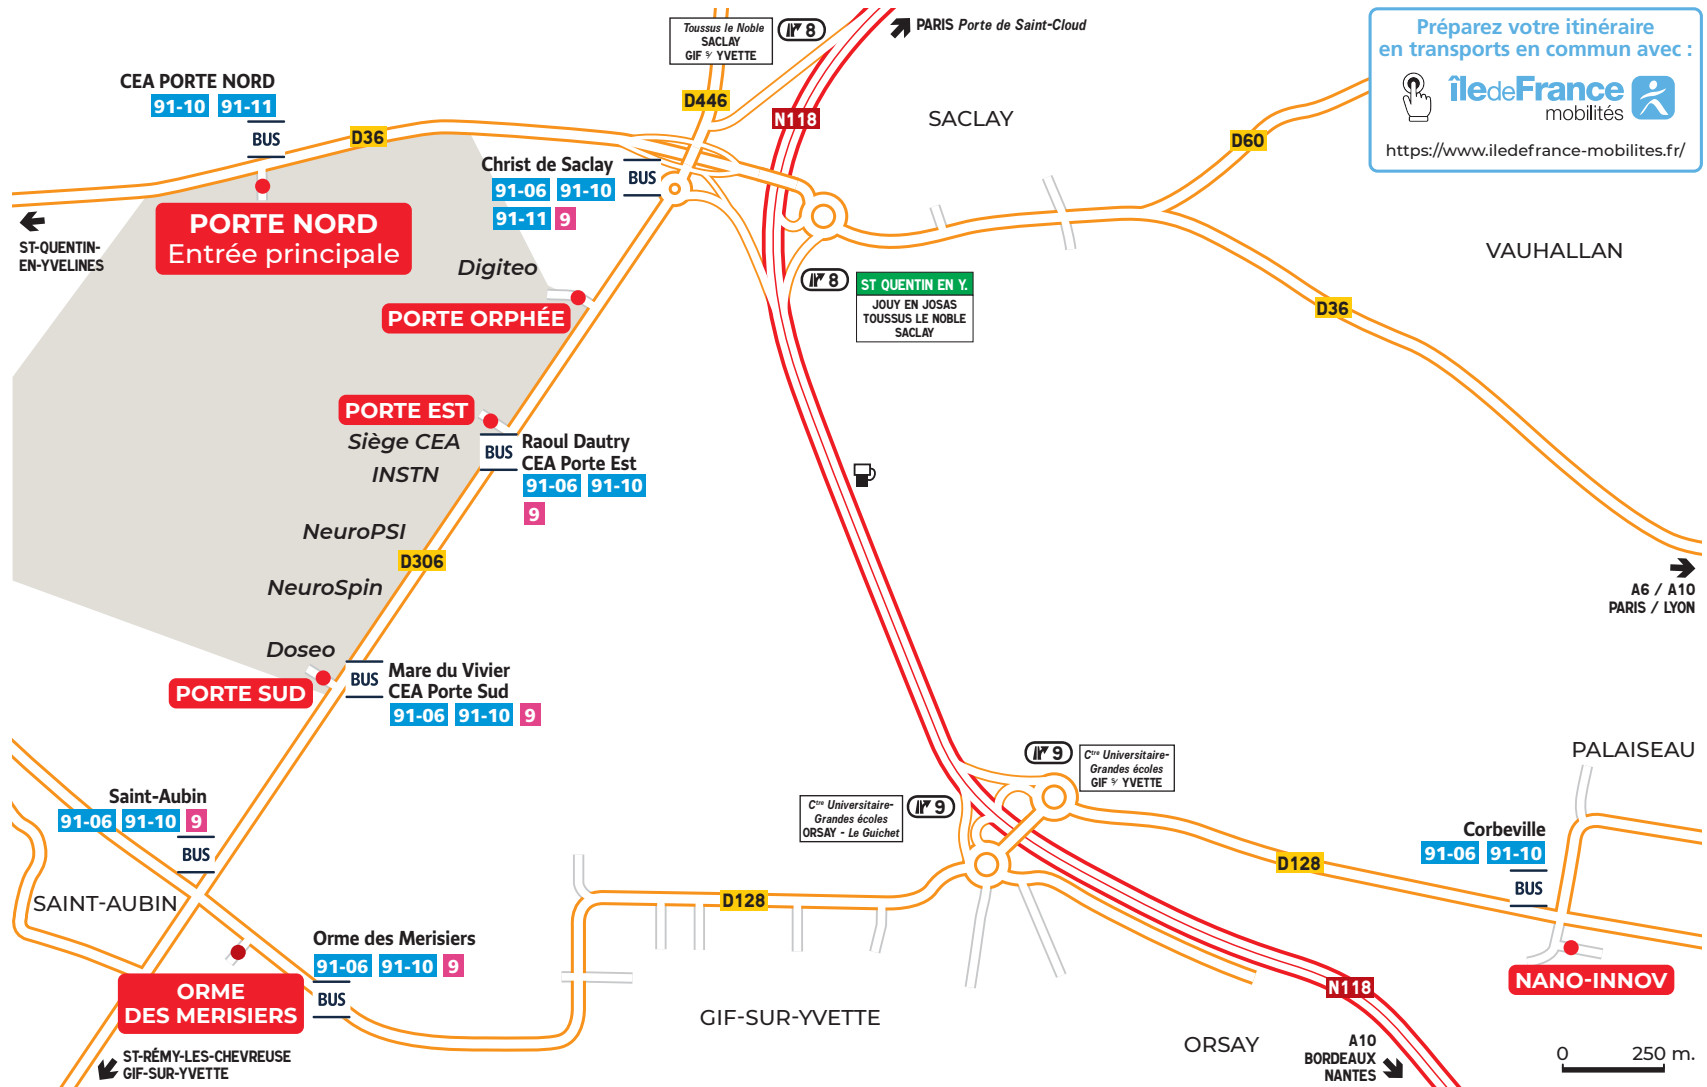 Toussus le Noble
SACLAY
GIF S/ YVETTE
8
PARIS Porte de Saint-Cloud
Préparez votre itinéraire
en transports en commun avec :
îledeFrance
mobilités
https://www.iledefrance-mobilites.fr/
CEA PORTE NORD
91-10 91-11
BUS
D36
D446
N118
SACLAY
D60
Christ de Saclay
91-06 91-10
91-11 9
BUS
PORTE NORD
Entrée principale
ST-QUENTIN-
EN-YVELINES
VAUHALLAN
Digiteo
PORTE ORPHÉE
8
ST QUENTIN EN Y.
JOUY EN JOSAS
TOUSSUS LE NOBLE
SACLAY
D36
PORTE EST
Siège CEA
INSTN
BUS
Raoul Dautry
CEA Porte Est
91-06 91-10
9
NeuroPSI
D306
NeuroSpin
A6 / A10
PARIS / LYON
Doseo
PORTE SUD
BUS
Mare du Vivier
CEA Porte Sud
91-06 91-10 9
9
Ctre Universitaire-
Grandes écoles
GIF S/ YVETTE
PALAISEAU
Saint-Aubin
91-06 91-10 9
BUS
Ctre Universitaire-
Grandes écoles
ORSAY - Le Guichet
9
Corbeville
91-06 91-10
BUS
D128
D128
SAINT-AUBIN
Orme des Merisiers
91-06 91-10 9
BUS
ORME
DES MERISIERS
NANO-INNOV
N118
GIF-SUR-YVETTE
ORSAY
ST-RÉMY-LES-CHEVREUSE
GIF-SUR-YVETTE
A10
BORDEAUX
NANTES
0 250 m.